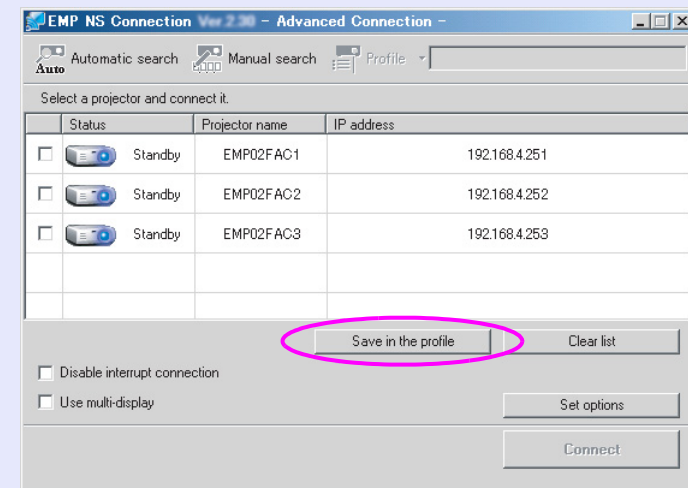 EMP NS Connection Ver 2.30 - Advanced Connection -
Auto Automatic search Manual search Profile
Select a projector and connect it.
Status Projector name IP address
Standby EMP02FAC1 192.168.4.251
Standby EMP02FAC2 192.168.4.252
Standby EMP02FAC3 192.168.4.253
Save in the profile Clear list
Disable interrupt connection
Use multi-display Set options
Connect